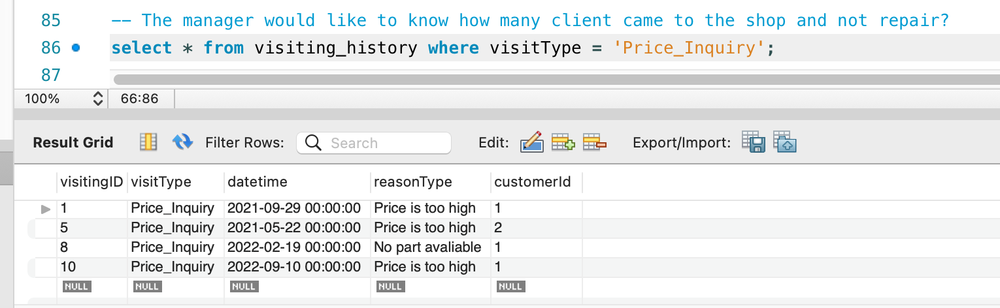 85 -- The manager would like to know how many client came to the shop and not repair?
86 select * from visiting_history where visitType = 'Price_Inquiry';
87
100% 66:86
Result Grid Filter Rows: Search Edit: Export/Import:
visitingID visitType datetime reasonType customerId
1 Price_Inquiry 2021-09-29 00:00:00 Price is too high 1
5 Price_Inquiry 2021-05-22 00:00:00 Price is too high 2
8 Price_Inquiry 2022-02-19 00:00:00 No part avaliable 1
10 Price_Inquiry 2022-09-10 00:00:00 Price is too high 1
NULL NULL NULL NULL NULL